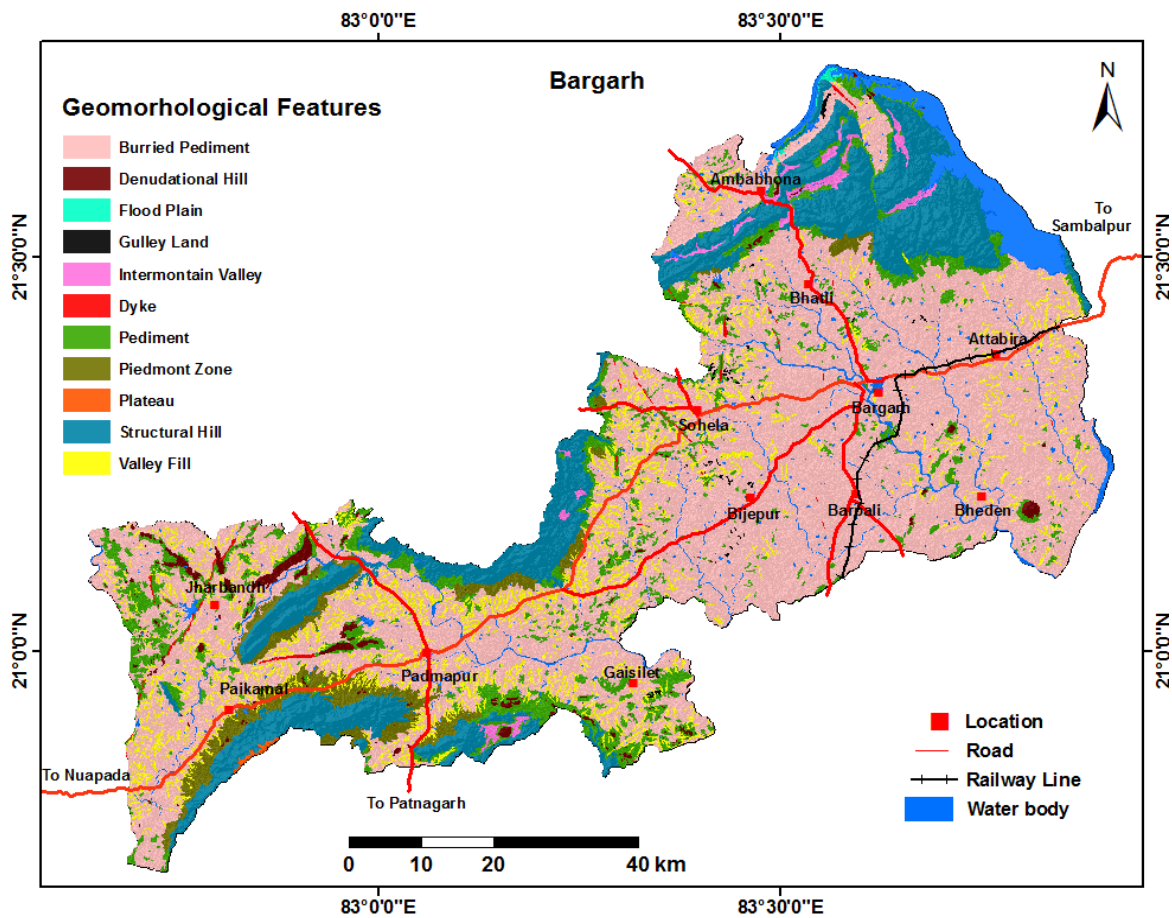 83°0'0"E
83°30'0"E
Bargarh
N
Geomorhological Features
Burried Pediment
Denudational Hill
Flood Plain
Gulley Land
Intermontain Valley
Dyke
Pediment
Piedmont Zone
Plateau
Structural Hill
Valley Fill
21°30'0"N
21°0'0"N
Ambabhona
To
Sambalpur
21°30'0"N
Bhatli
Attabira
Bargarh
Sohela
Bijepur
Barpali
Bheden
Jharbandh
Padmapur
Gaisilet
Paikamal
21°0'0"N
To Nuapada
To Patnagarh
Location
Road
Railway Line
Water body
0
10
20
40 km
83°0'0"E
83°30'0"E